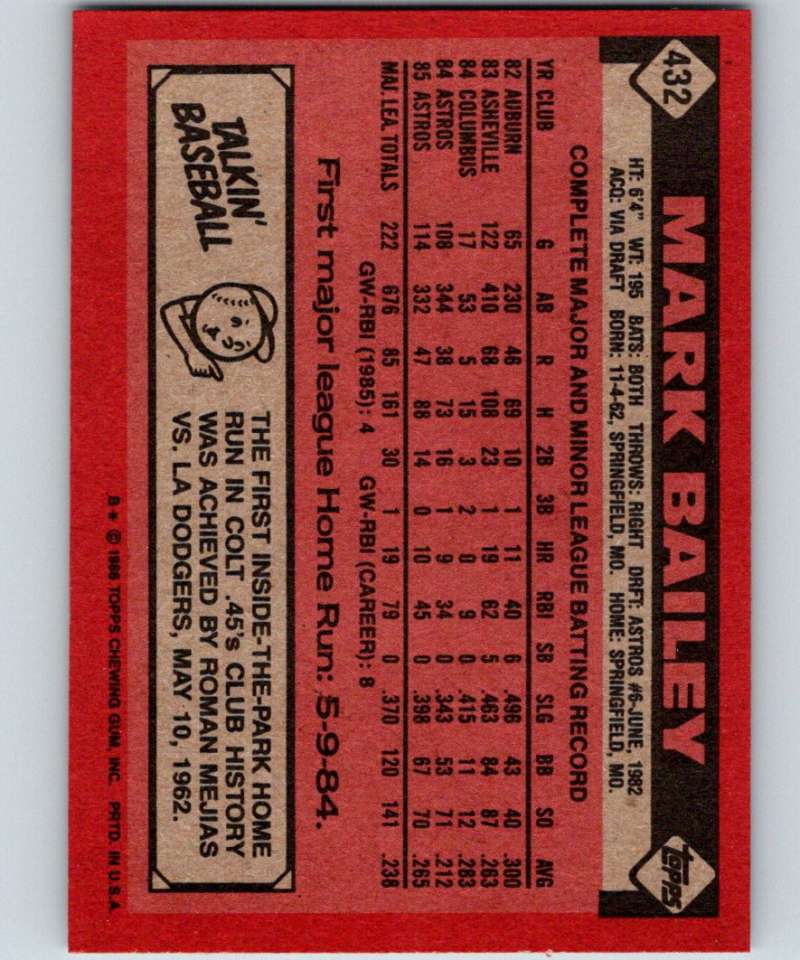 432
MARK BAILEY
TOPPS
HT: 6'4" WT: 195 BATS: BOTH THROWS: RIGHT DRFT: ASTROS #6-JUNE, 1982
ACQ: VIA DRAFT BORN: 11-4-62, SPRINGFIELD, MO. HOME: SPRINGFIELD, MO.
COMPLETE MAJOR AND MINOR LEAGUE BATTING RECORD
YR CLUB G AB R H 2B 3B HR RBI SB SLG BB SO AVG
82 AUBURN 65 230 46 69 10 1 11 40 6 .496 43 40 .300
83 ASHEVILLE 122 410 68 108 23 1 19 62 5 .463 84 87 .263
84 COLUMBUS 17 53 5 15 3 2 0 9 0 .415 11 12 .283
84 ASTROS 108 344 38 73 16 1 9 34 0 .343 53 71 .212
85 ASTROS 114 332 47 88 14 0 10 45 0 .398 67 70 .265
MAJ. LEA. TOTALS 222 676 85 161 30 1 19 79 0 .370 120 141 .238
GW-RBI (1985): 4 GW-RBI (CAREER): 8
First major league Home Run: 5-9-84.
TALKIN'
BASEBALL
THE FIRST INSIDE-THE-PARK HOME
RUN IN COLT .45's CLUB HISTORY
WAS ACHIEVED BY ROMAN MEJIAS
VS. LA DODGERS, MAY 10, 1962.
B* © 1986 TOPPS CHEWING GUM, INC. PRTD. IN U.S.A.